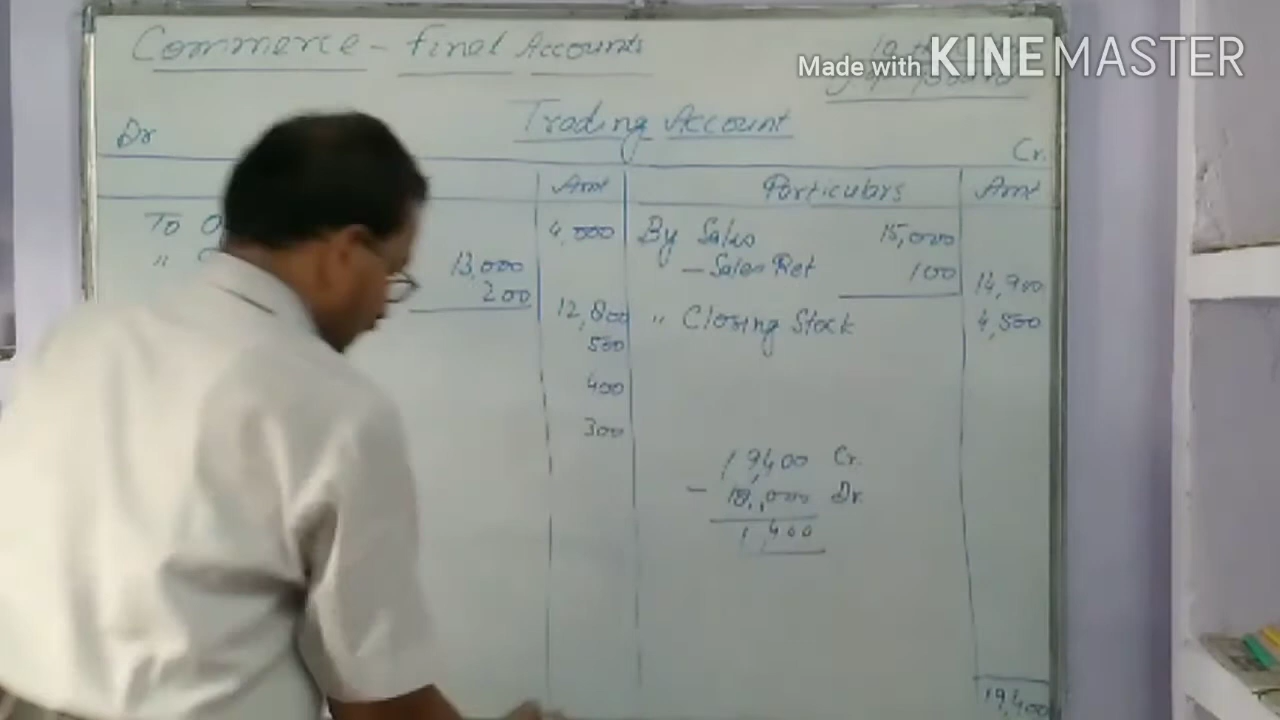 Commerce - Final Accounts
Made with KINEMASTER
Trading Account
Dr Cr.
Amt Particulars Amt
To O 4,000 By Sales 15,000
" 13,000 - Sales Ret 100 14,900
200 12,800 " Closing Stock 4,500
500
400
300
19,400 Cr.
- 18,000 Dr.
1,400
19,400